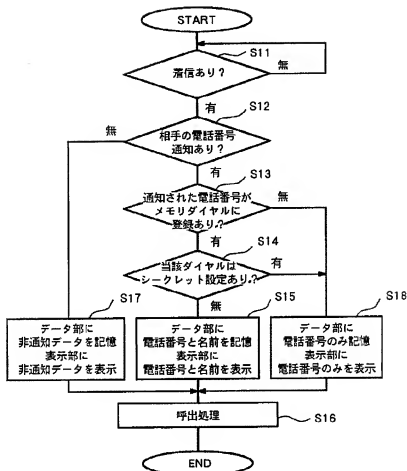 START
S11
着信あり?
無
有
S12
無
相手の電話番号
通知あり?
有
S13
通知された電話番号が
メモリダイヤルに
登録あり?
無
有
S14
当該ダイヤルは
シークレット設定あり?
有
無
S17
データ部に
非通知データを記憶
表示部に
非通知データを表示
S15
データ部に
電話番号と名前を記憶
表示部に
電話番号と名前を表示
S18
データ部に
電話番号のみ記憶
表示部に
電話番号のみを表示
呼出処理
S16
END